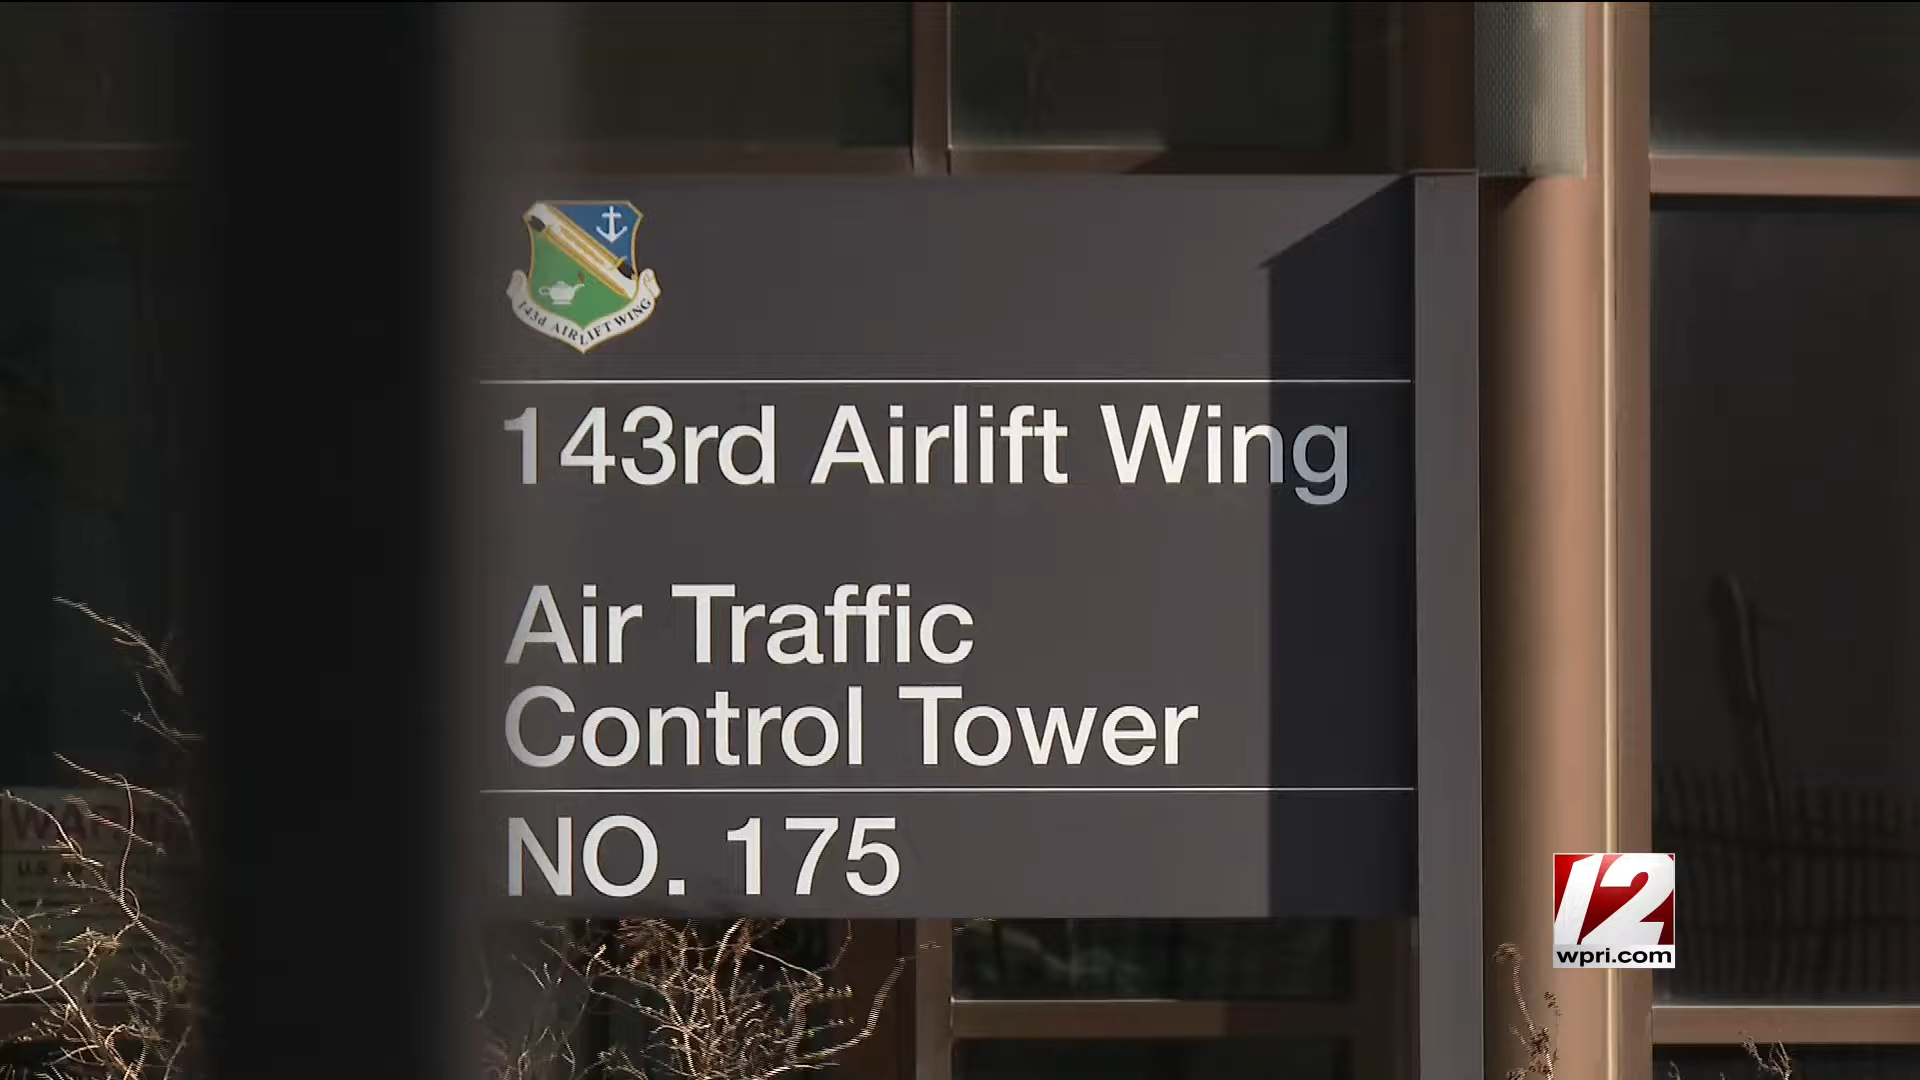 143d AIRLIFT WING
143rd Airlift Wing
Air Traffic
Control Tower
NO. 175
12
wpri.com